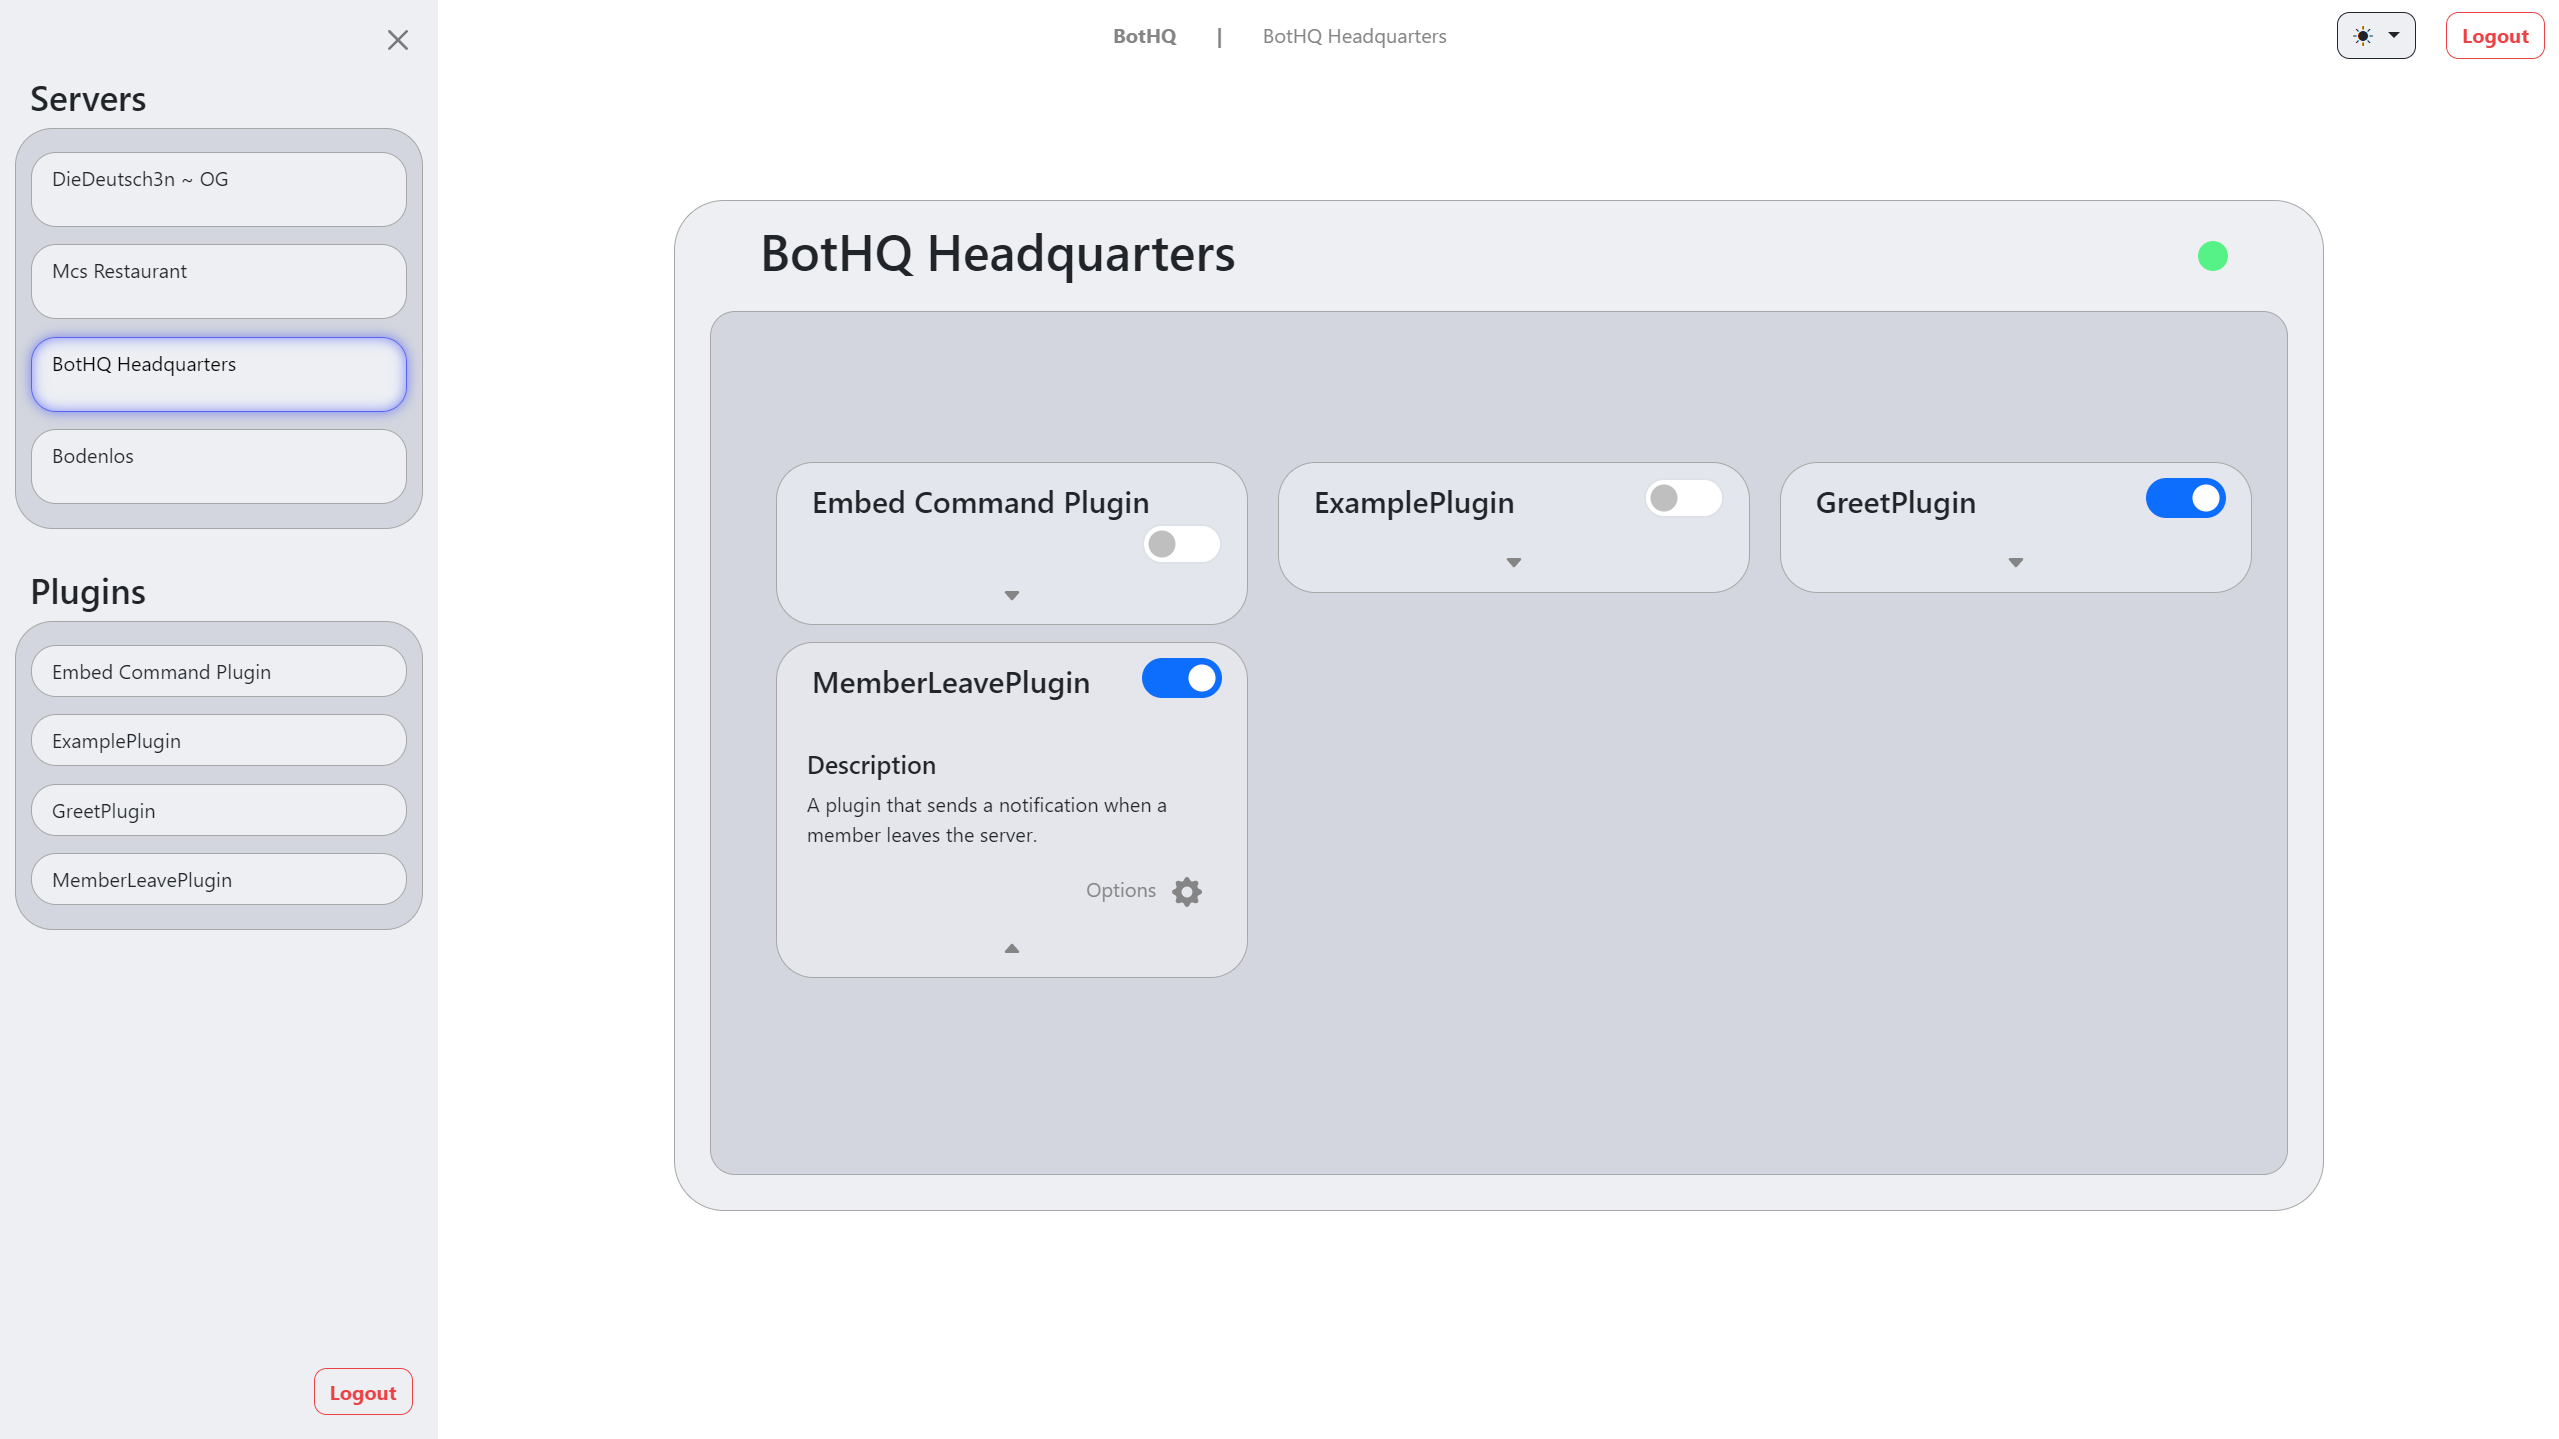 BotHQ | BotHQ Headquarters
Logout
Servers
DieDeutsch3n ~ OG
Mcs Restaurant
BotHQ Headquarters
Bodenlos
Plugins
Embed Command Plugin
ExamplePlugin
GreetPlugin
MemberLeavePlugin
Logout
BotHQ Headquarters
Embed Command Plugin
ExamplePlugin
GreetPlugin
MemberLeavePlugin
Description
A plugin that sends a notification when a
member leaves the server.
Options